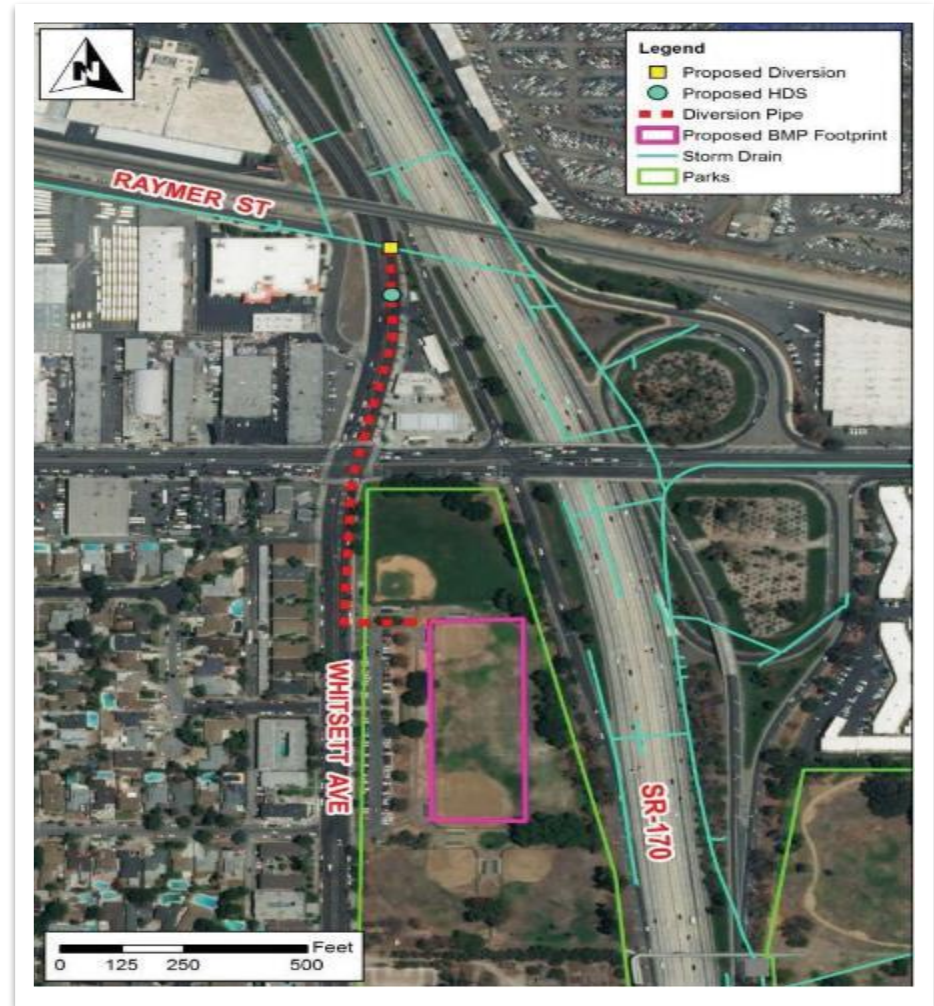 N
Legend
Proposed Diversion
Proposed HDS
Diversion Pipe
Proposed BMP Footprint
Storm Drain
Parks
RAYMER ST
WHITSETT AVE
SR-170
Feet
0 125 250 500